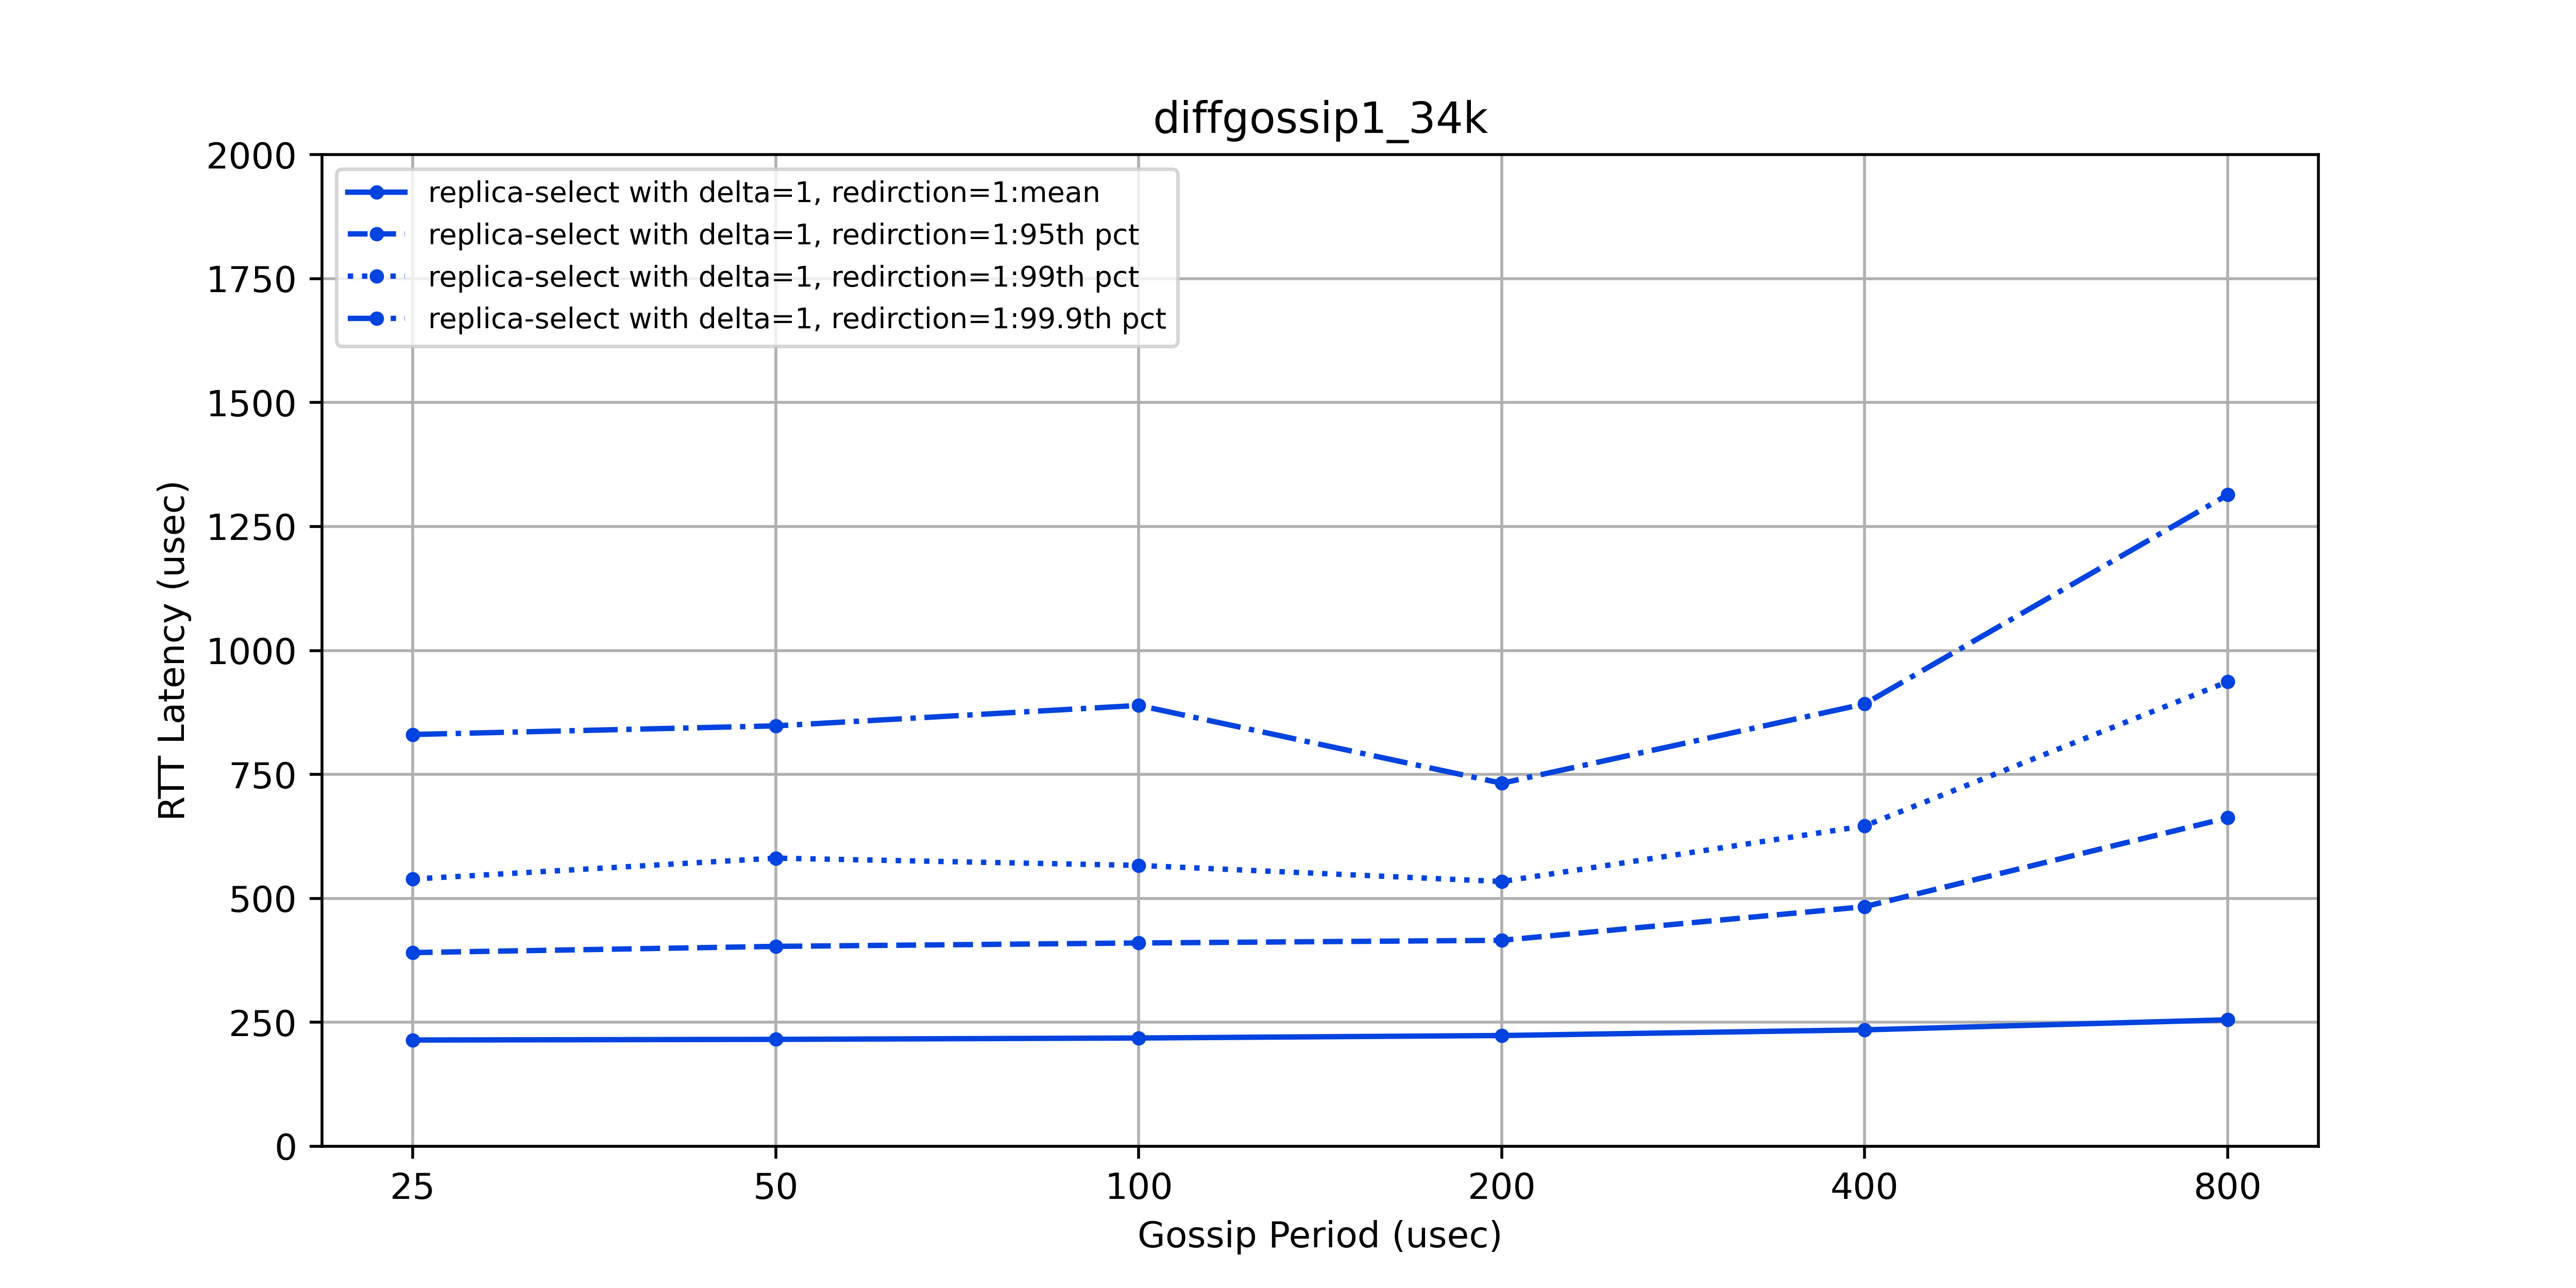 diffgossip1_34k
2000
1750
1500
1250
1000
750
500
250
0
RTT Latency (usec)
replica-select with delta=1, redirction=1:mean
replica-select with delta=1, redirction=1:95th pct
replica-select with delta=1, redirction=1:99th pct
replica-select with delta=1, redirction=1:99.9th pct
25 50 100 200 400 800
Gossip Period (usec)